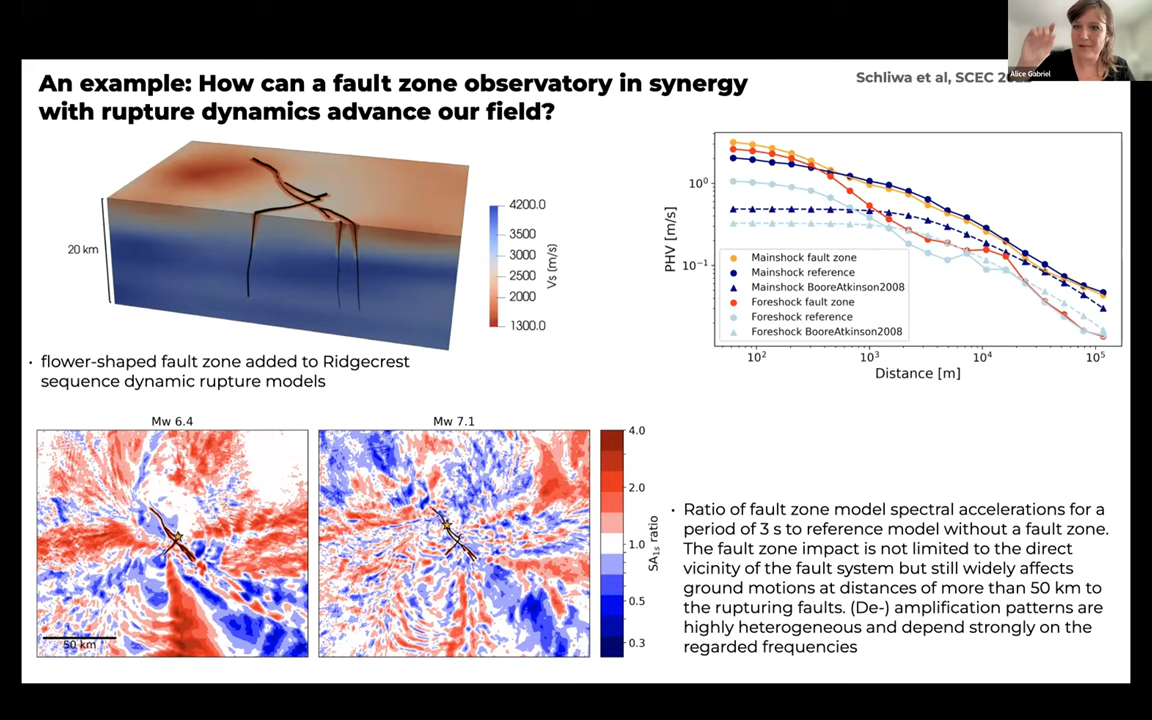 Alice Gabriel
An example: How can a fault zone observatory in synergy
with rupture dynamics advance our field?
Schliwa et al, SCEC
20 km
4200.0
3500
3000
2500
2000
1300.0
Vs (m/s)
· flower-shaped fault zone added to Ridgecrest
sequence dynamic rupture models
PHV [m/s]
10⁰
10⁻¹
Mainshock fault zone
Mainshock reference
Mainshock BooreAtkinson2008
Foreshock fault zone
Foreshock reference
Foreshock BooreAtkinson2008
10² 10³ 10⁴ 10⁵
Distance [m]
Mw 6.4
50 km
Mw 7.1
4.0
2.0
1.0
0.5
0.3
SA₁ₛ ratio
· Ratio of fault zone model spectral accelerations for a
period of 3 s to reference model without a fault zone.
The fault zone impact is not limited to the direct
vicinity of the fault system but still widely affects
ground motions at distances of more than 50 km to
the rupturing faults. (De-) amplification patterns are
highly heterogeneous and depend strongly on the
regarded frequencies